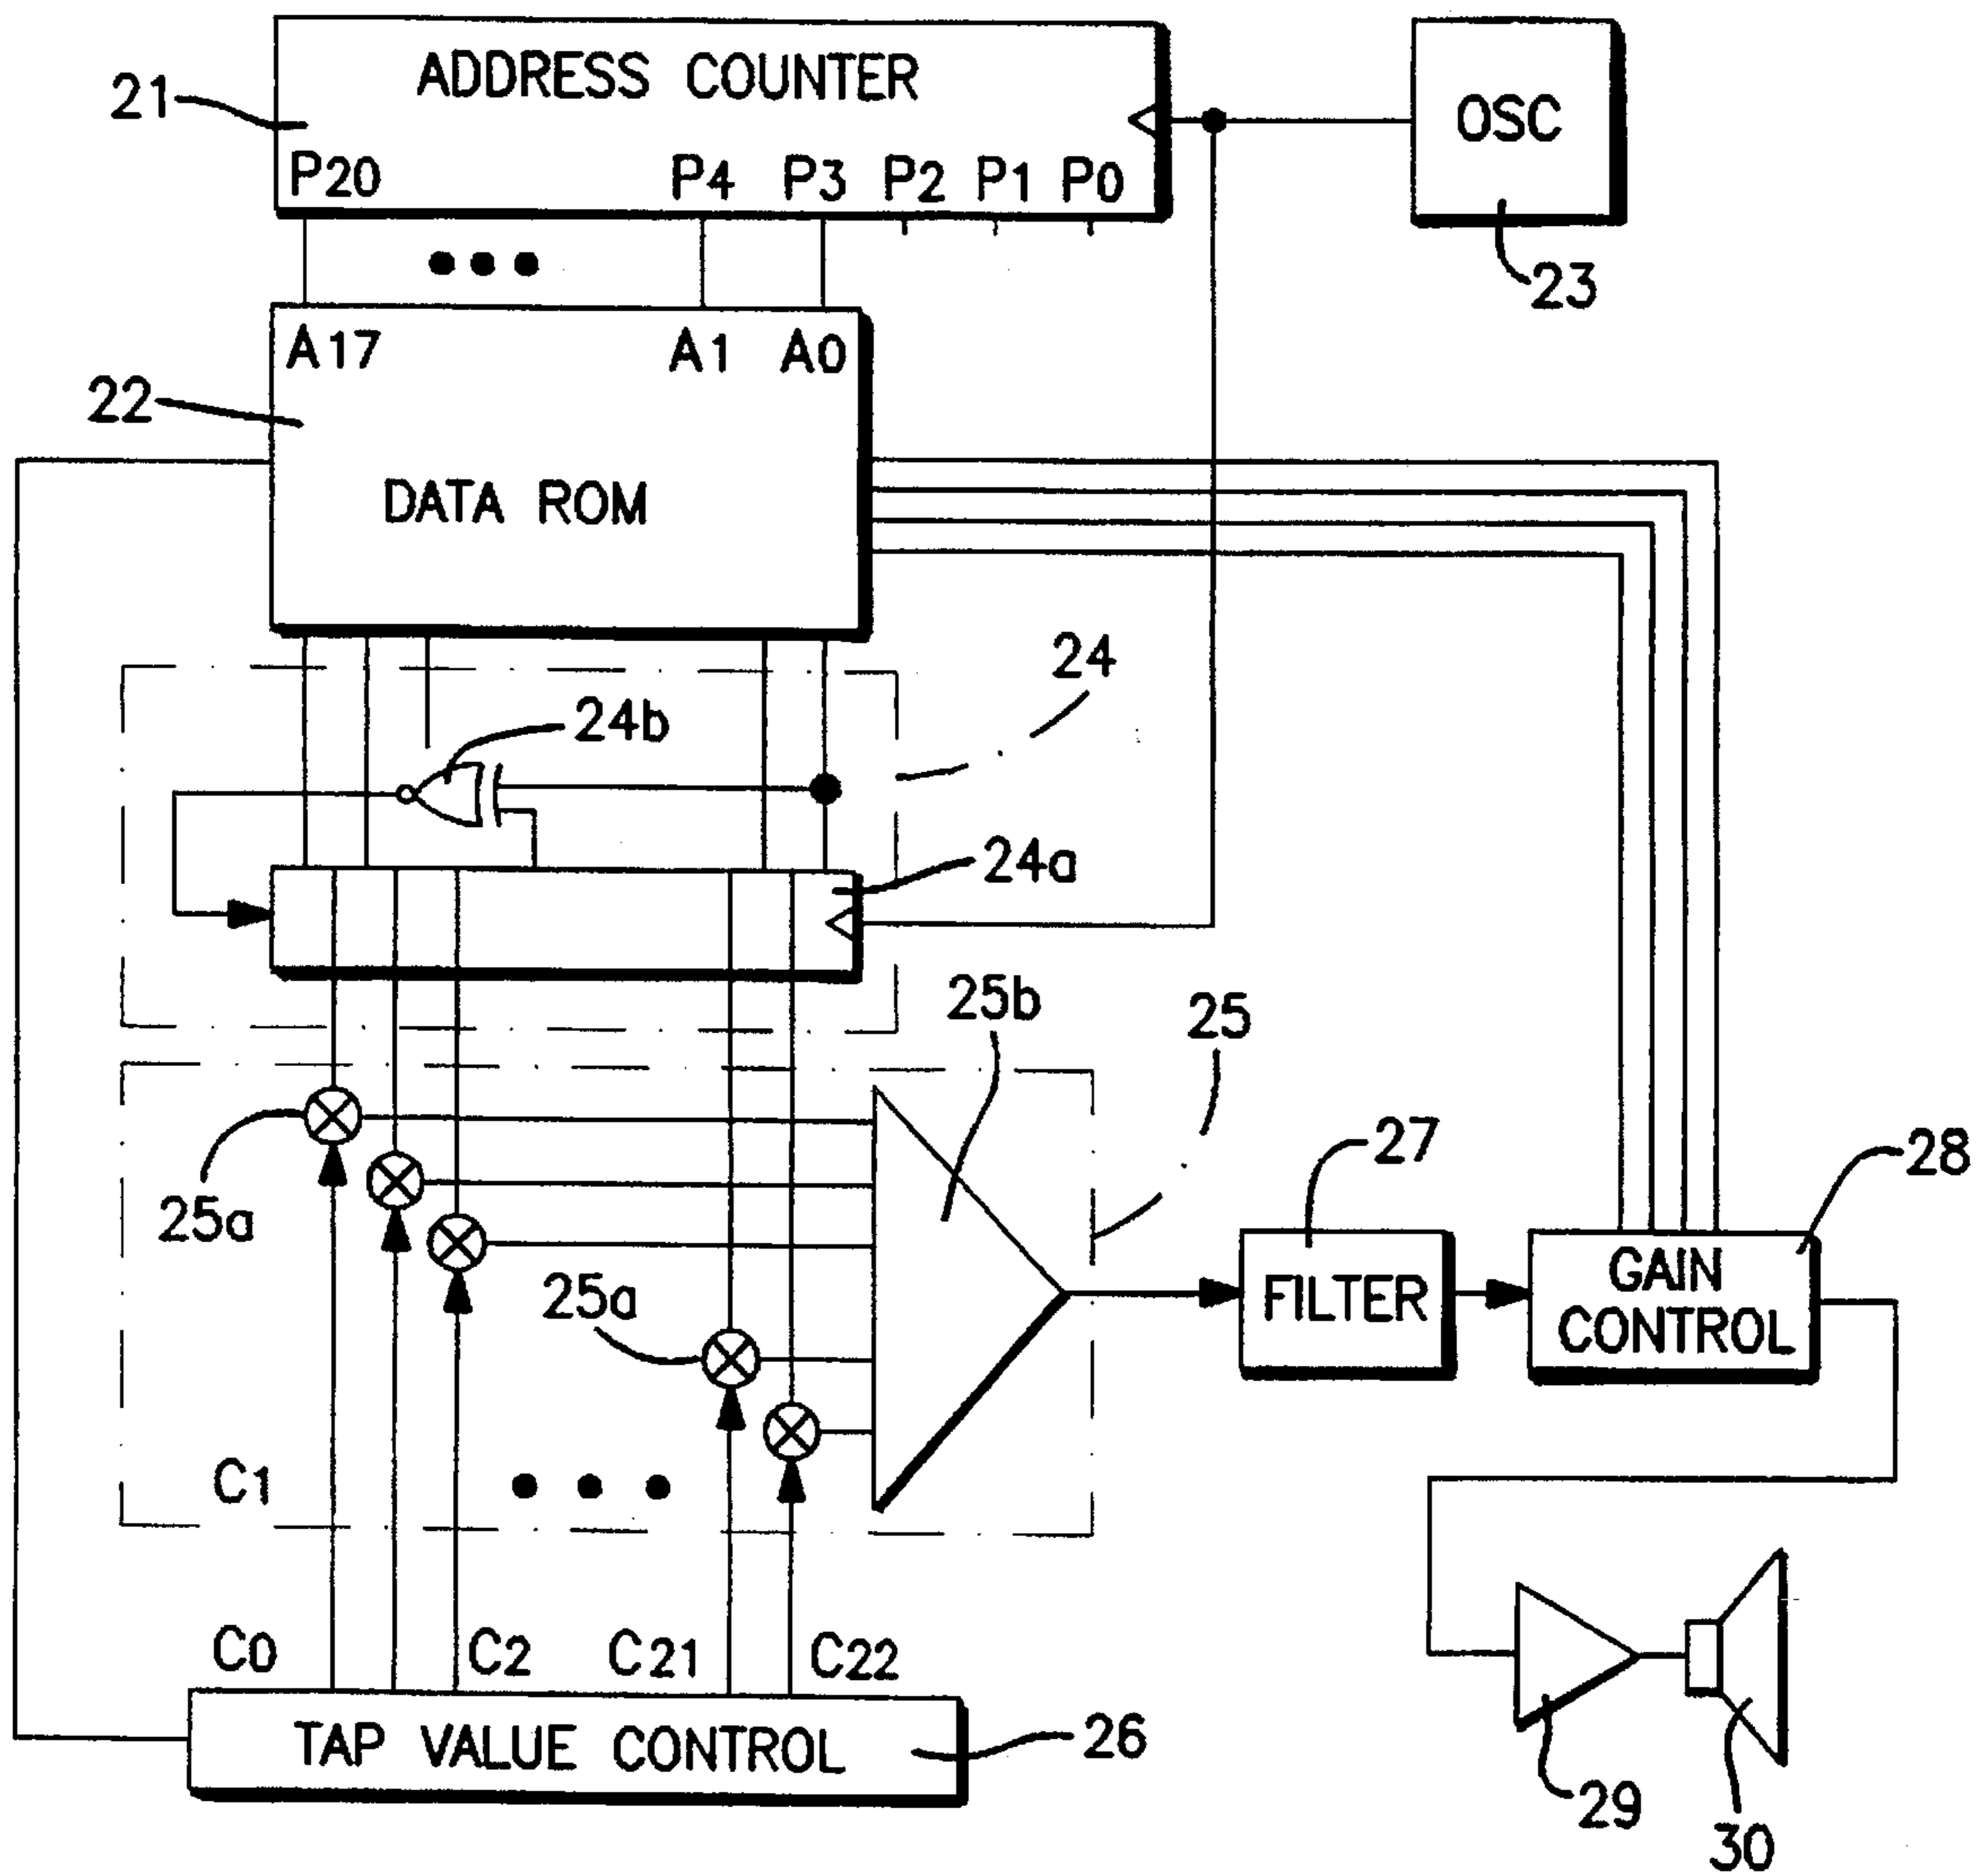 ADDRESS COUNTER
OSC
21
P20 P4 P3 P2 P1 P0
23
A17 A1 A0
22
DATA ROM
24
24b
24a
25b
25
25a
27
28
25a
FILTER
GAIN CONTROL
C1
C0 C2 C21 C22
TAP VALUE CONTROL
26
29
30